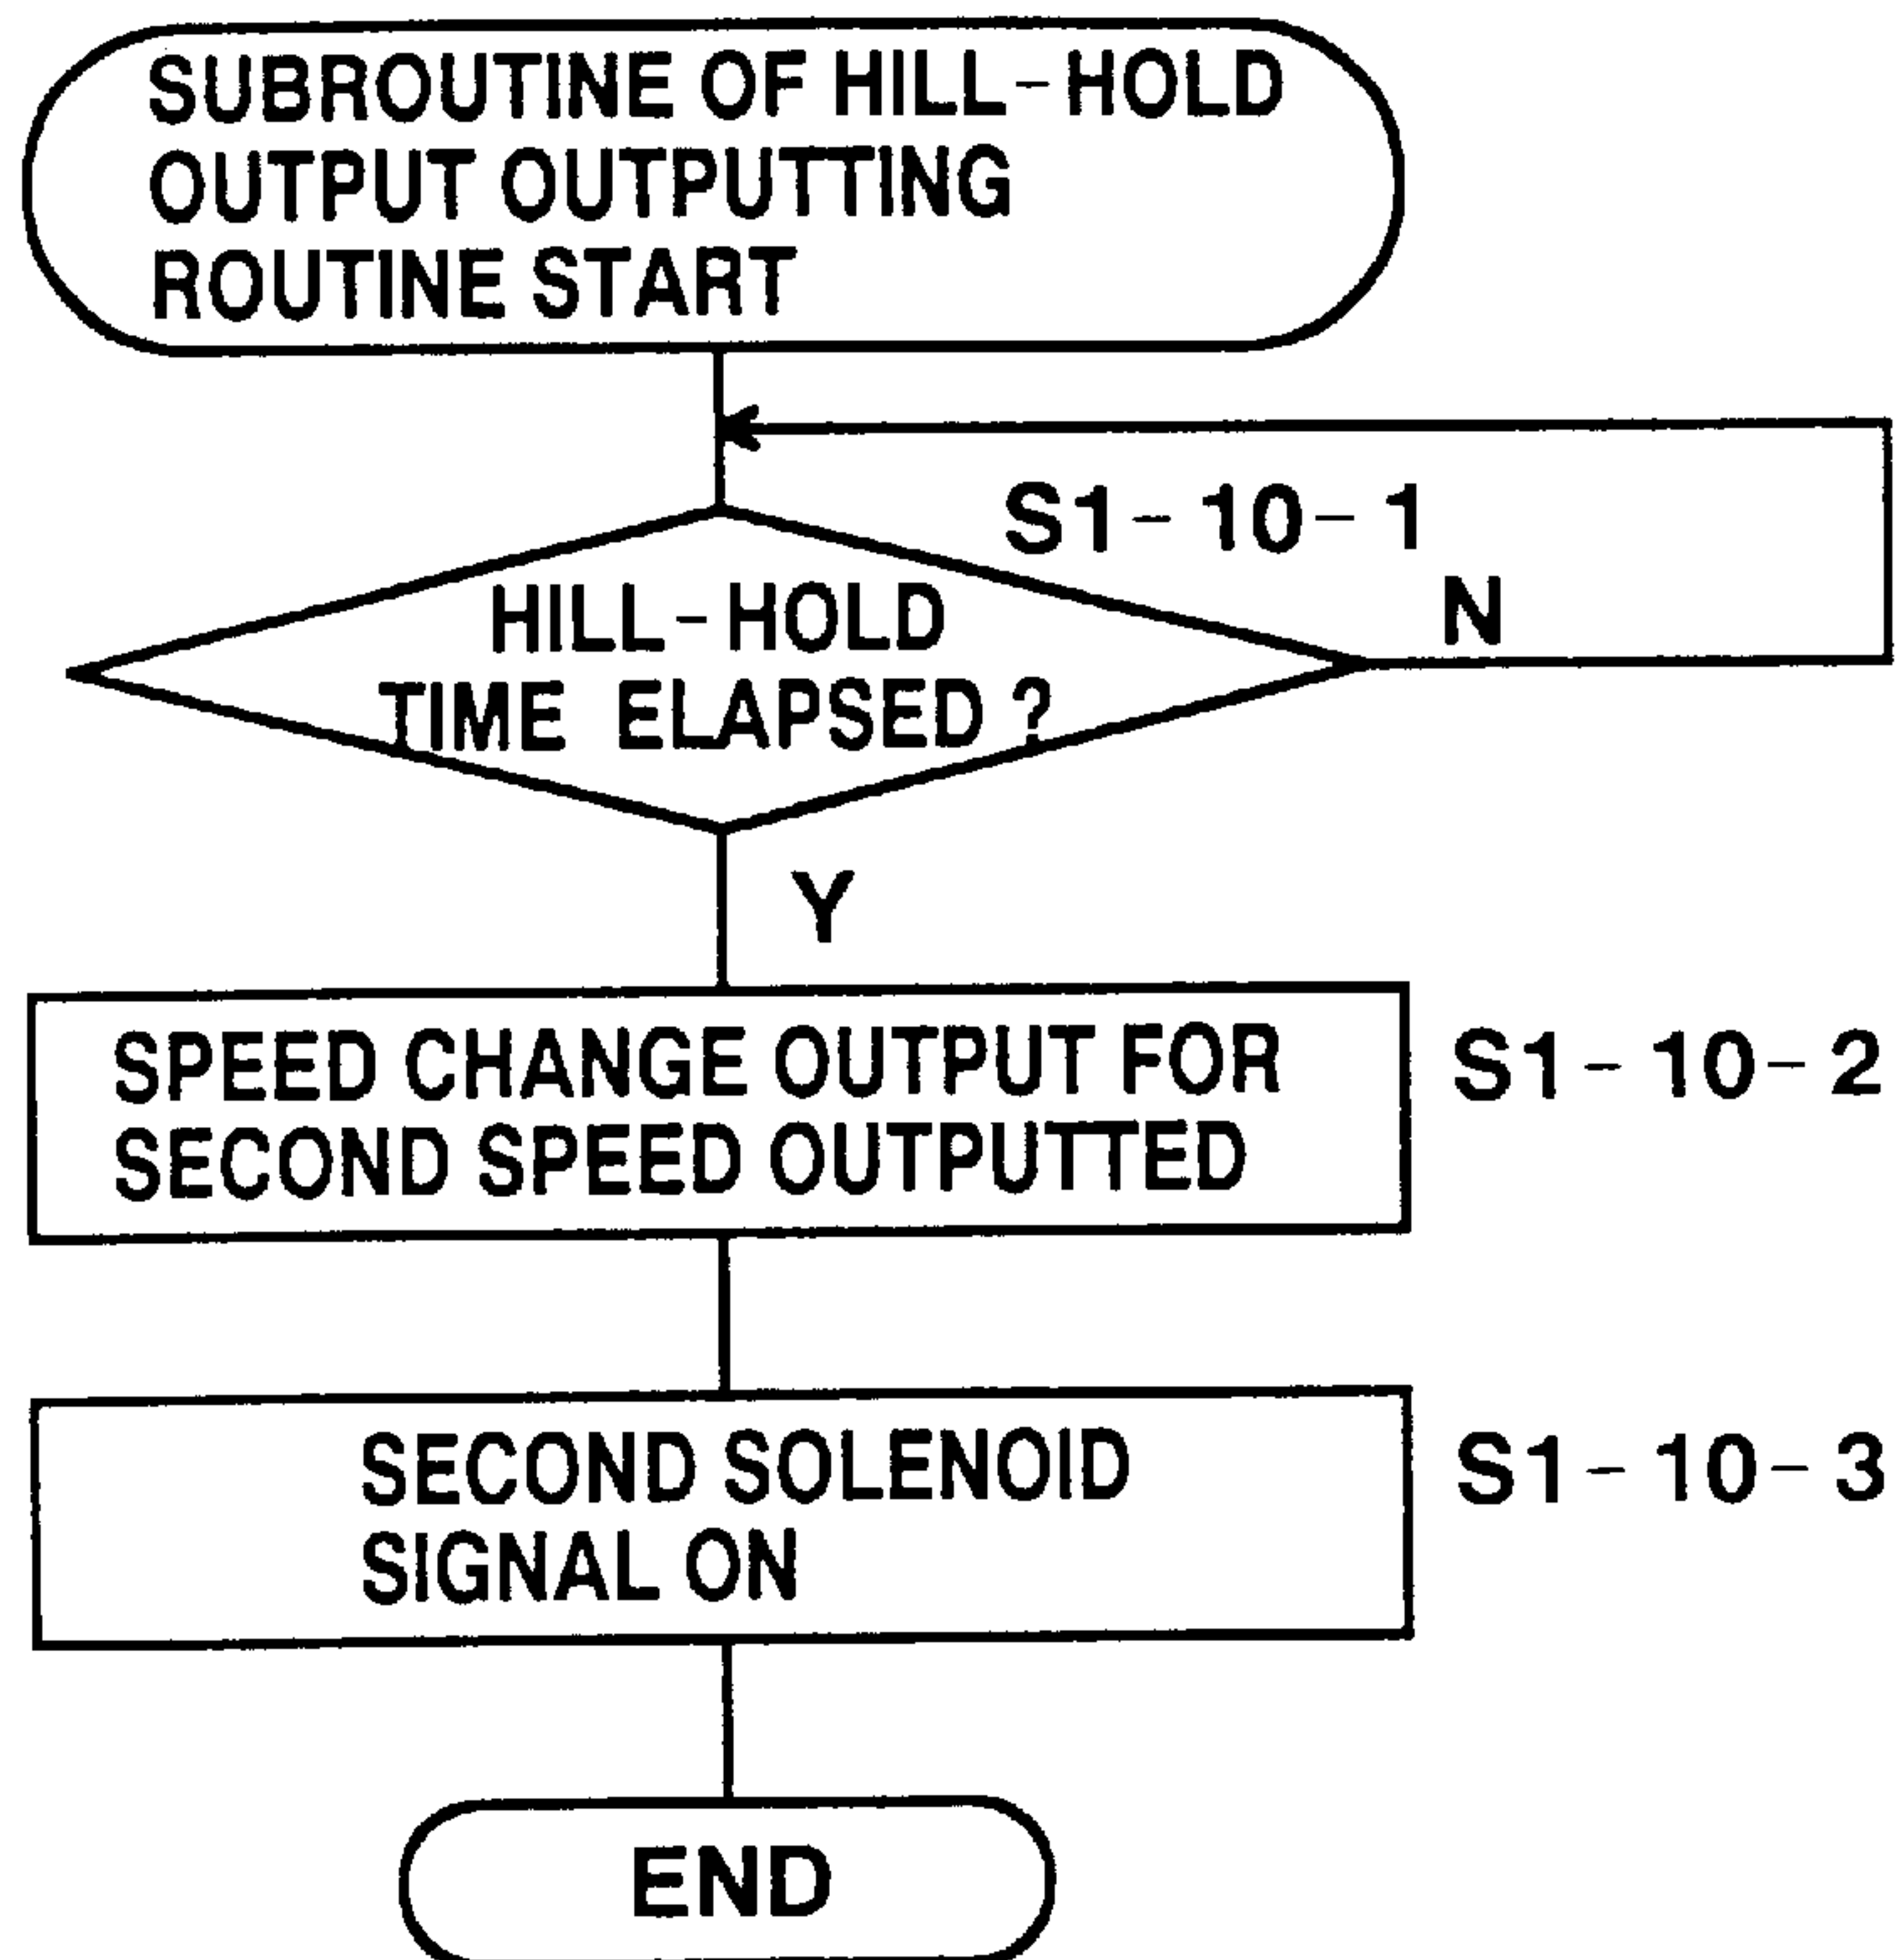 SUBROUTINE OF HILL-HOLD
OUTPUT OUTPUTTING
ROUTINE START
S1-10-1
HILL-HOLD
N
TIME ELAPSED?
Y
SPEED CHANGE OUTPUT FOR
SECOND SPEED OUTPUTTED
S1-10-2
SECOND SOLENOID
SIGNAL ON
S1-10-3
END